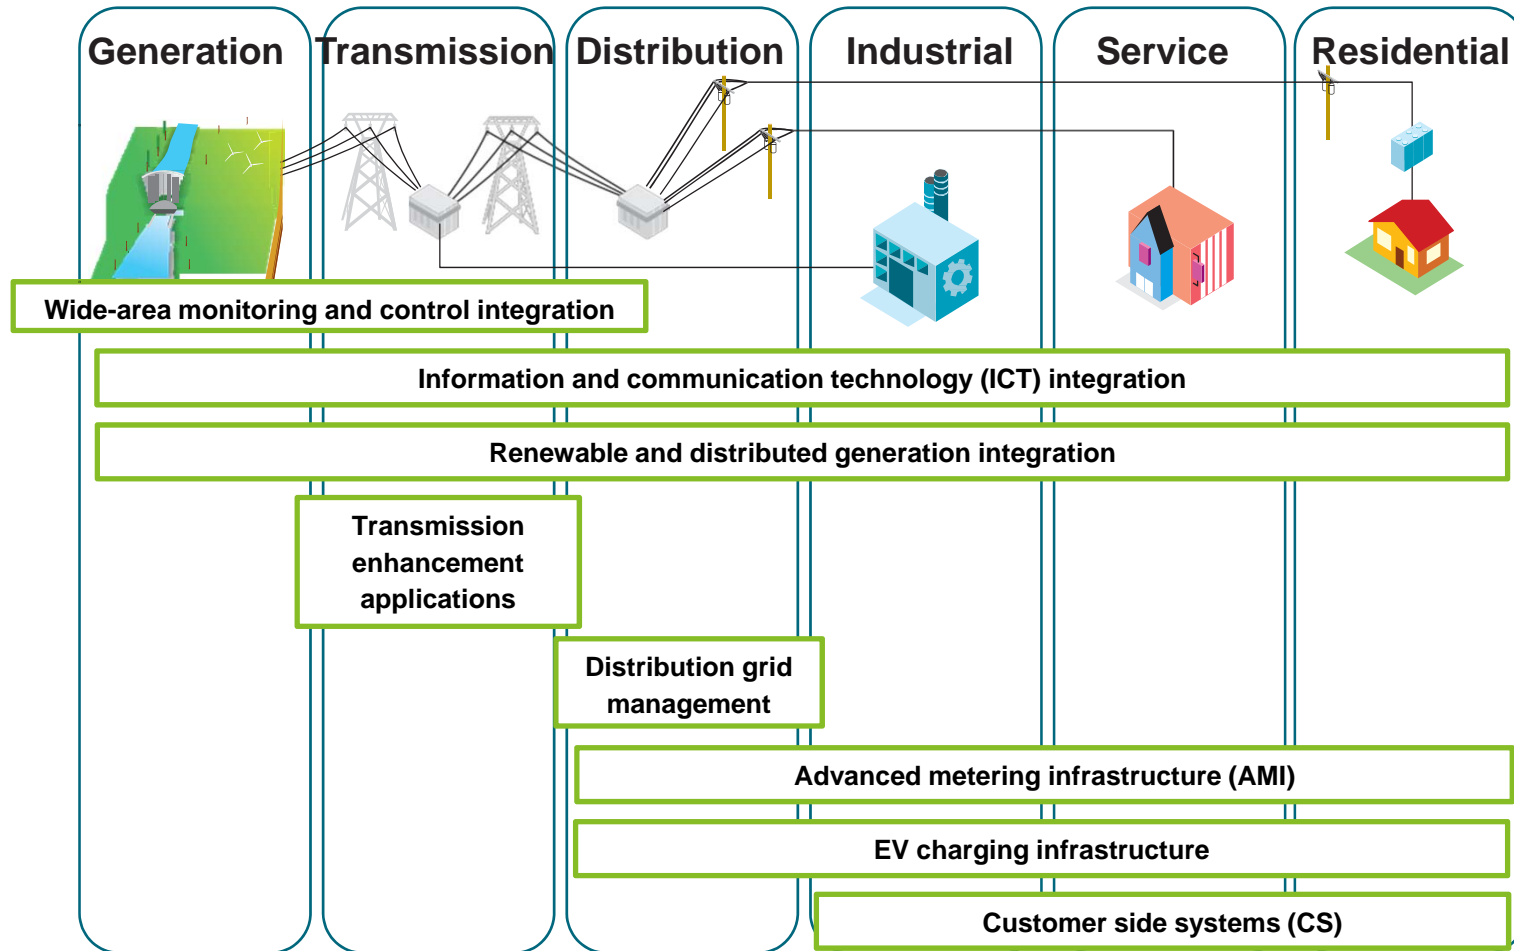 Generation
Transmission
Distribution
Industrial
Service
Residential
Wide-area monitoring and control integration
Information and communication technology (ICT) integration
Renewable and distributed generation integration
Transmission
enhancement
applications
Distribution grid
management
Advanced metering infrastructure (AMI)
EV charging infrastructure
Customer side systems (CS)